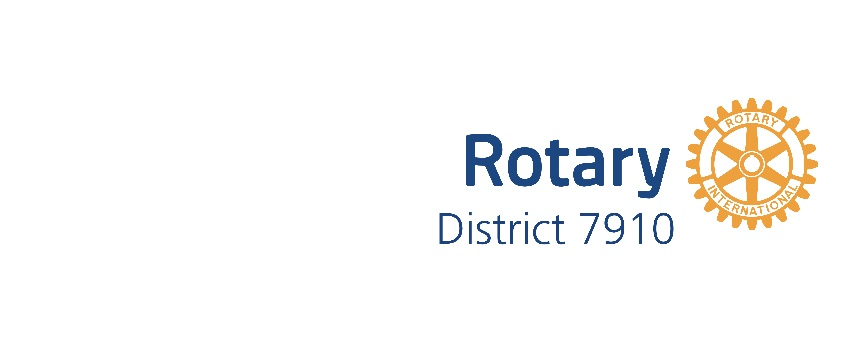 Rotary
District 7910
ROTARY
INTERNATIONAL